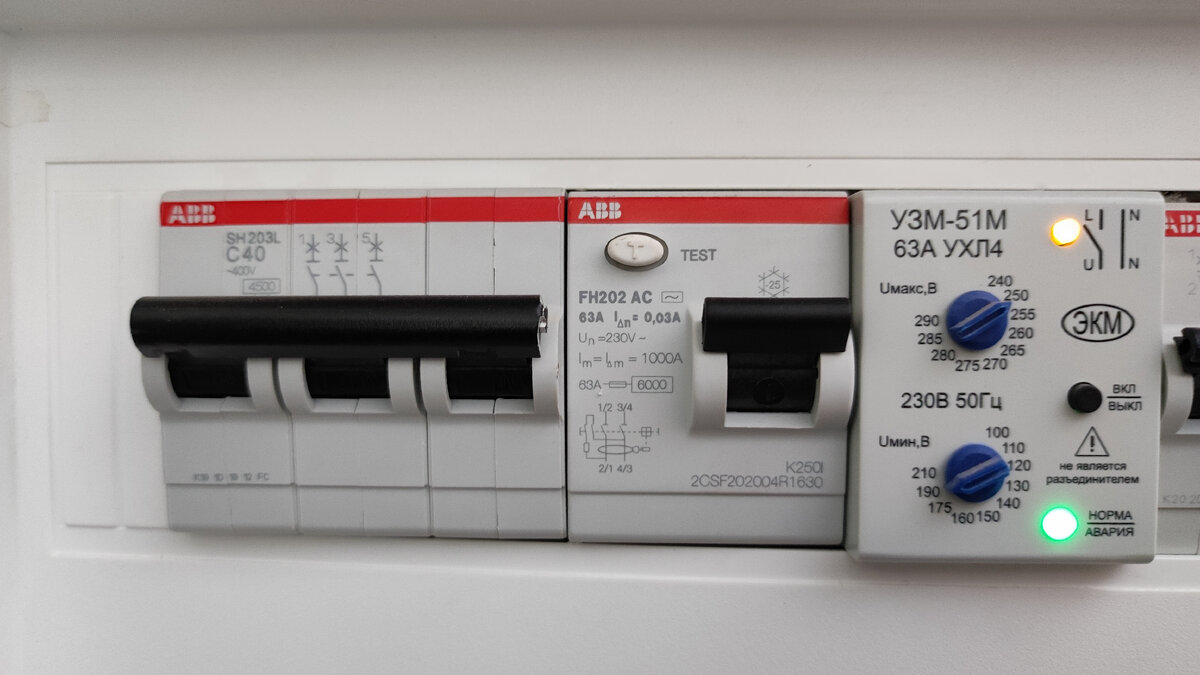 ABB
SH203L
C40
~400V
4500
1 3 5
ABB
TEST
-25
FH202 AC
63A IΔn= 0,03A
Un=230V~
Im=IΔm = 1000A
63A 6000
1/2 3/4
2/1 4/3
K250I
2CSF202004R1630
УЗМ-51М
63А УХЛ4
L N
U N
Uмакс,В
240
250
255
260
265
270
275
280
285
290
ЭКМ
ВКЛ
ВЫКЛ
230В 50Гц
Uмин,В
100
110
120
130
140
150
160
175
190
210
не является
разъединителем
НОРМА
АВАРИЯ